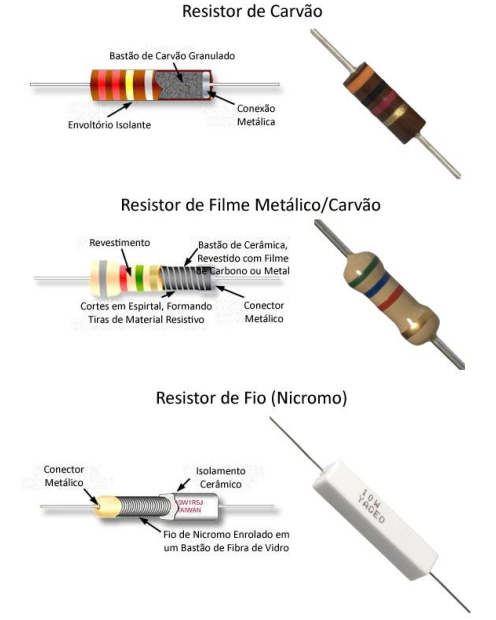 Resistor de Carvão
Bastão de Carvão Granulado
Conexão
Metálica
Envoltório Isolante
Resistor de Filme Metálico/Carvão
Revestimento
Bastão de Cerâmica,
Revestido com Filme
de Carbono ou Metal
Cortes em Espirtal, Formando
Tiras de Material Resistivo
Conector
Metálico
Resistor de Fio (Nicromo)
Conector
Metálico
Isolamento
Cerâmico
10W1R5J
TAIWAN
Fio de Nicromo Enrolado em
um Bastão de Fibra de Vidro
10W
YAGEO